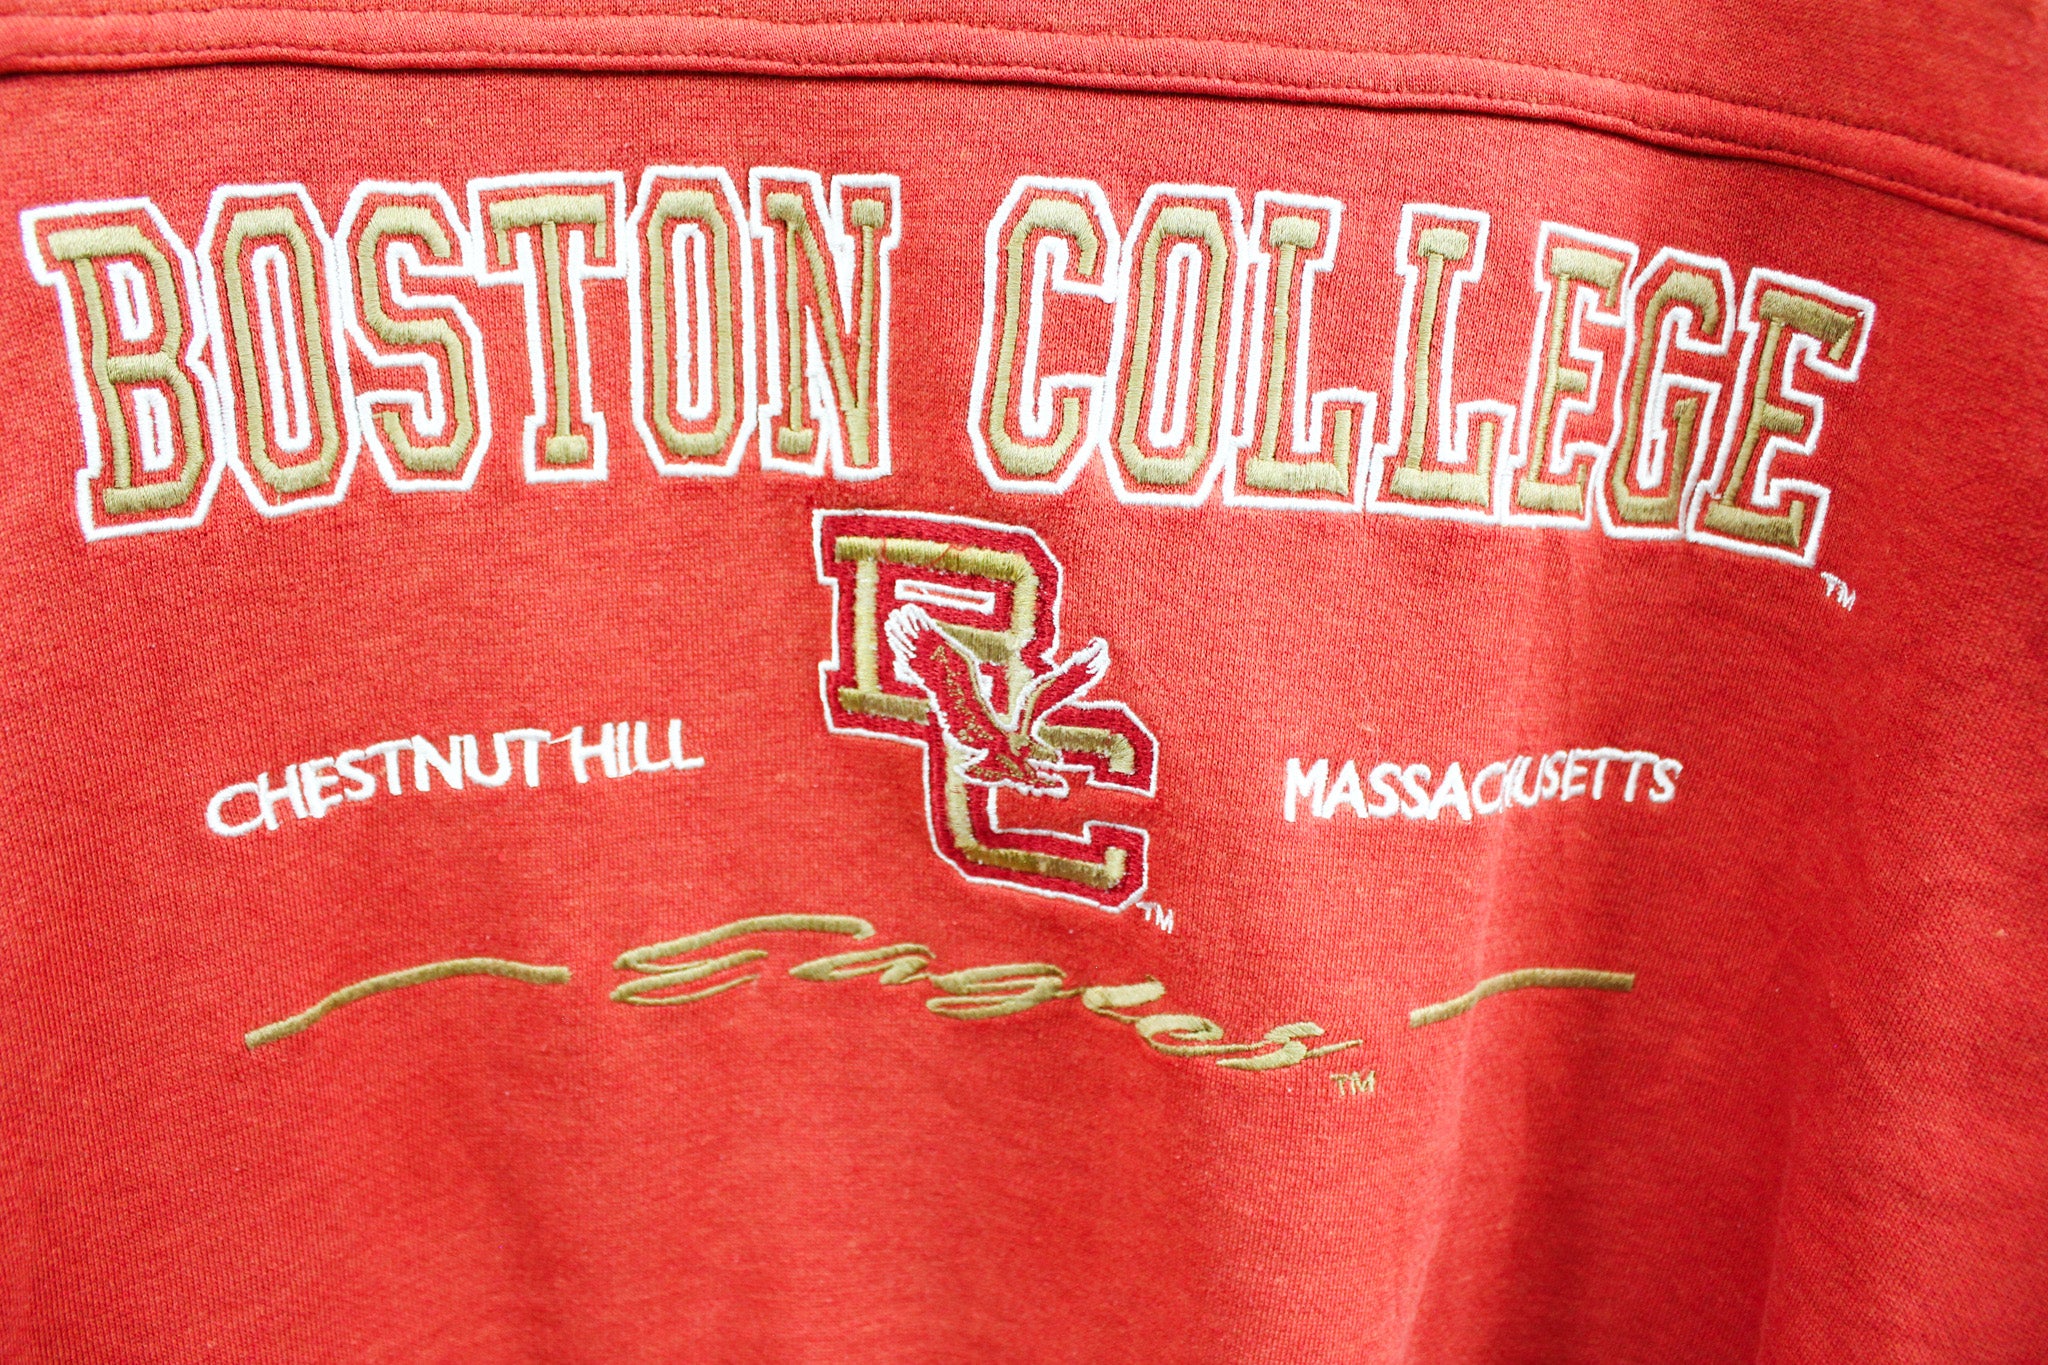 BOSTON COLLEGE TM
BC TM
CHESTNUT HILL MASSACHUSETTS
Eagles TM